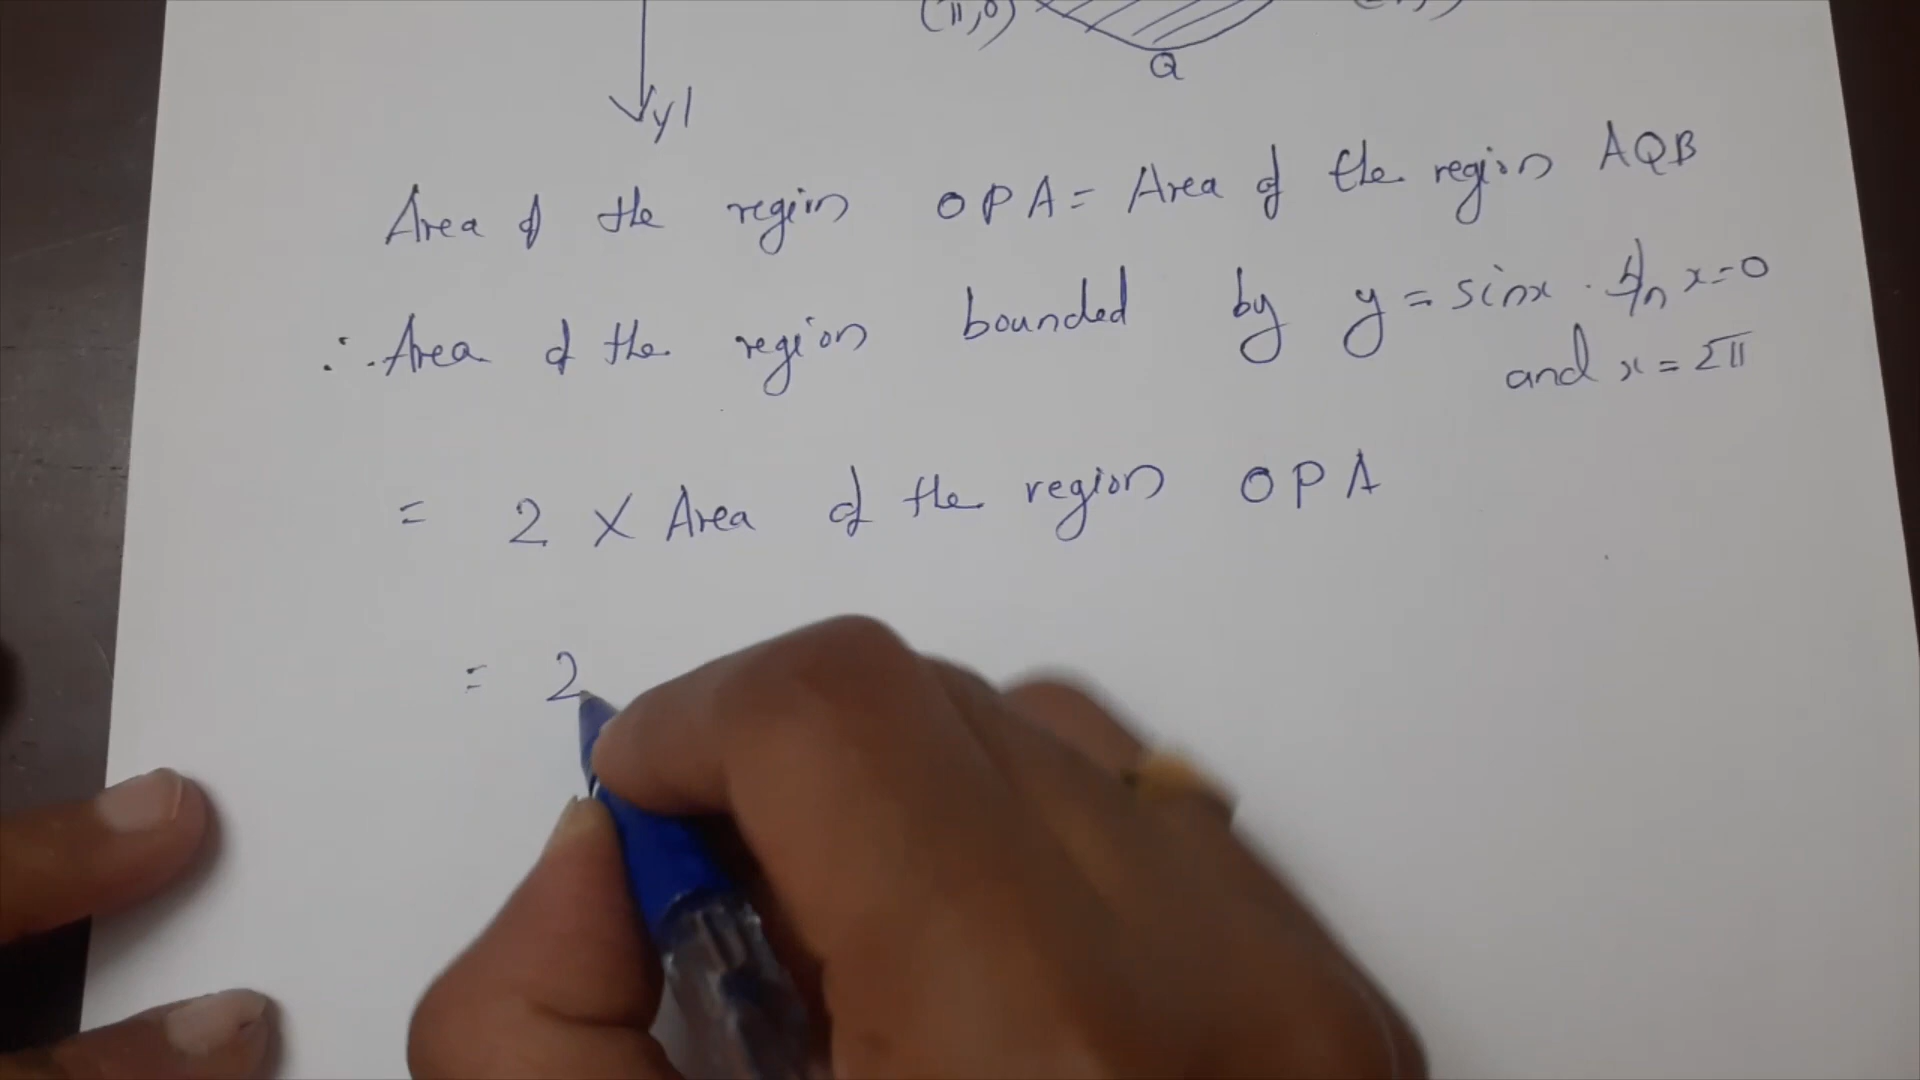 (π,0)
Q
y|
Area of the region OPA = Area of the region AQB
∴ Area of the region bounded by y = sinx x=0
and x = 2π
= 2 X Area of the region OPA
= 2